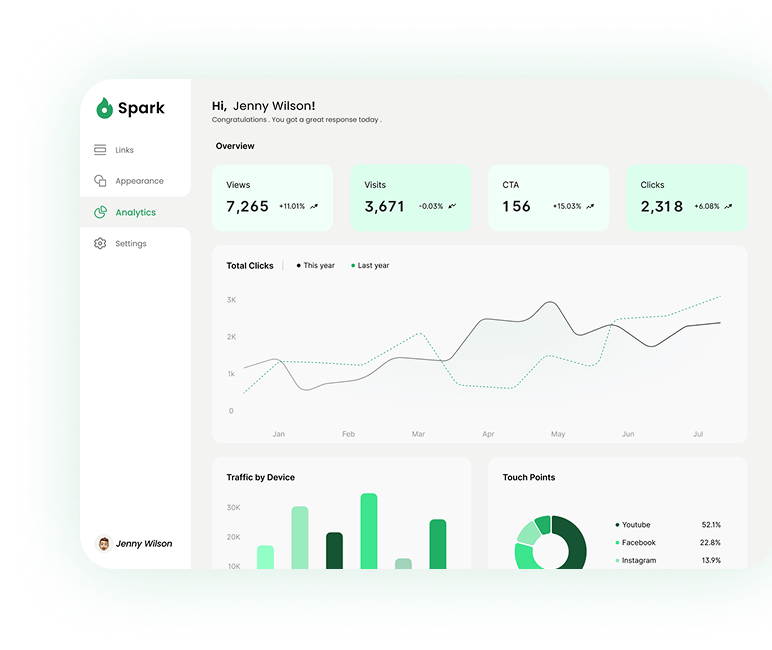 Spark
Links
Appearance
Analytics
Settings
Jenny Wilson
Hi, Jenny Wilson!
Congratulations . You got a great response today .
Overview
Views
7,265 +11.01%
Visits
3,671 -0.03%
CTA
156 +15.03%
Clicks
2,318 +6.08%
Total Clicks This year Last year
3K
2K
1k
0
Jan Feb Mar Apr May Jun Jul
Traffic by Device
30K
20K
10K
Touch Points
Youtube 52.1%
Facebook 22.8%
Instagram 13.9%